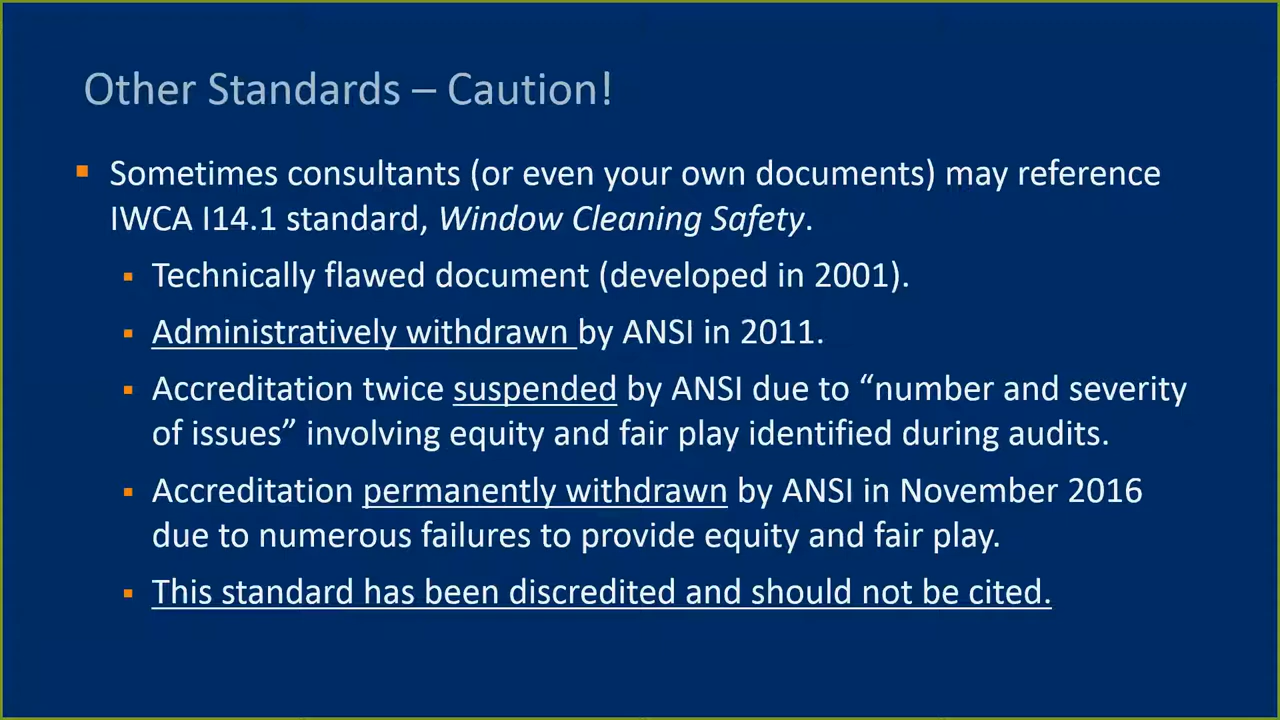 Other Standards – Caution!
Sometimes consultants (or even your own documents) may reference
IWCA I14.1 standard, Window Cleaning Safety.
Technically flawed document (developed in 2001).
Administratively withdrawn by ANSI in 2011.
Accreditation twice suspended by ANSI due to “number and severity
of issues” involving equity and fair play identified during audits.
Accreditation permanently withdrawn by ANSI in November 2016
due to numerous failures to provide equity and fair play.
This standard has been discredited and should not be cited.